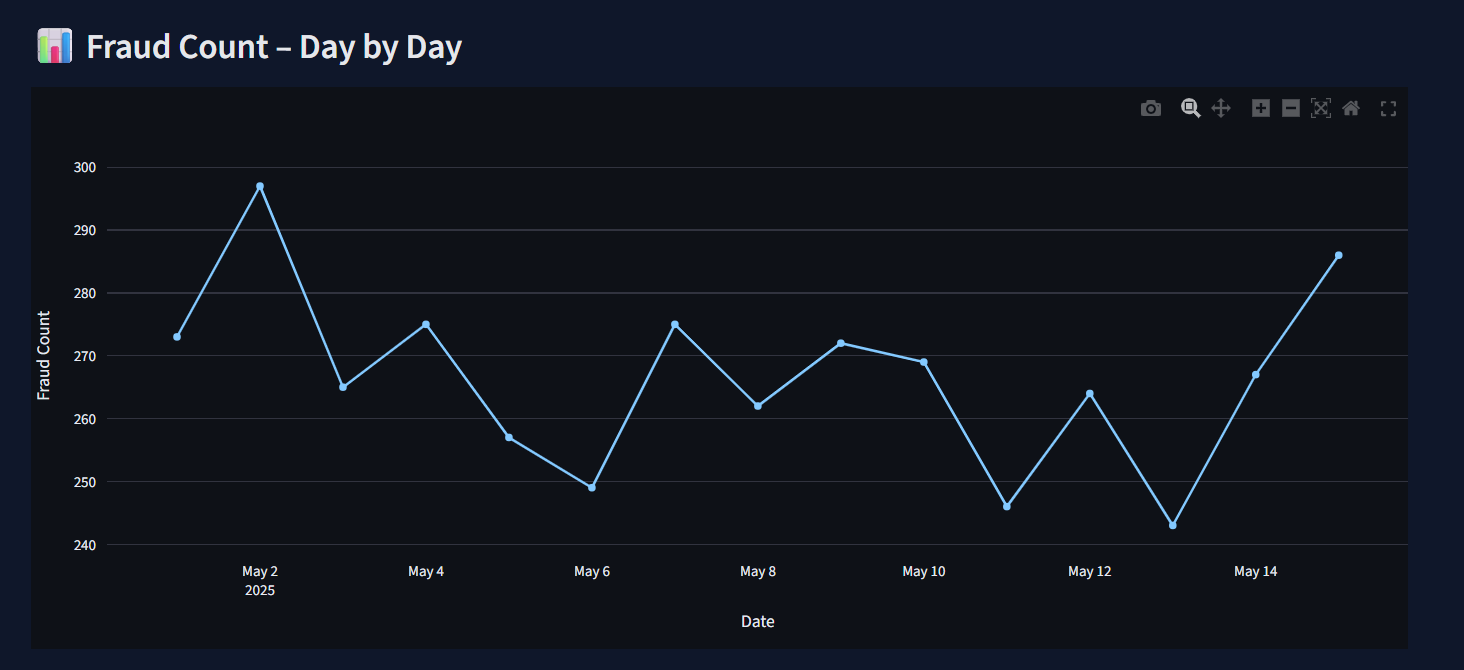 📊 Fraud Count – Day by Day
300
290
280
270
260
250
240
Fraud Count
May 2
2025
May 4
May 6
May 8
May 10
May 12
May 14
Date